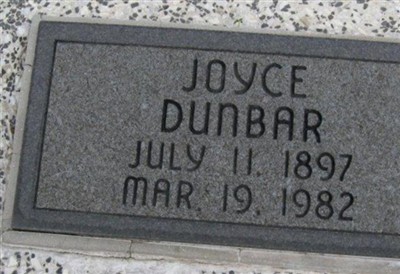 JOYCE
DUNBAR
JULY 11, 1897
MAR. 19, 1982